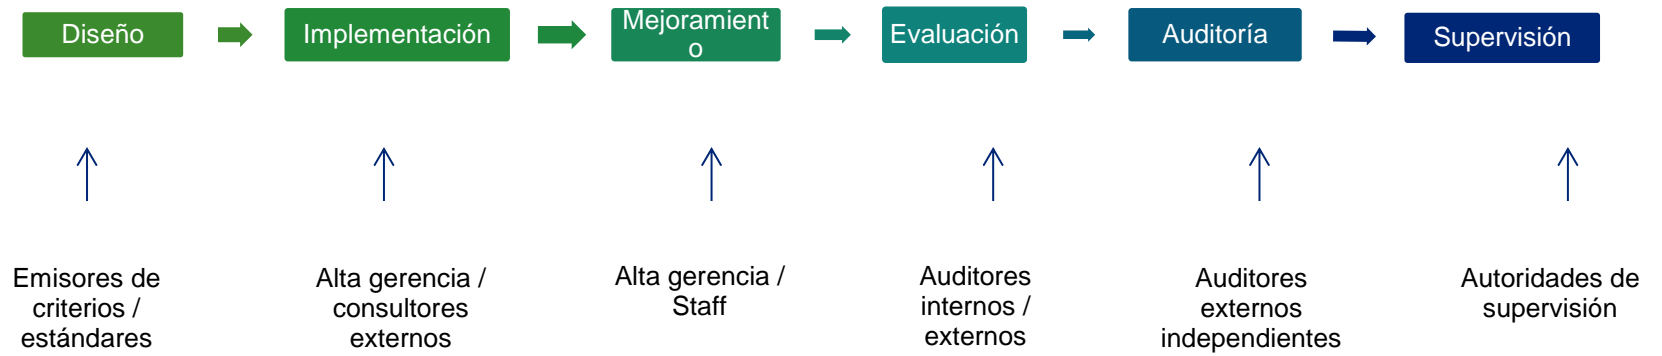 Diseño
Implementación
Mejoramient
o
Evaluación
Auditoría
Supervisión
Emisores de
criterios /
estándares
Alta gerencia /
consultores
externos
Alta gerencia /
Staff
Auditores
internos /
externos
Auditores
externos
independientes
Autoridades de
supervisión